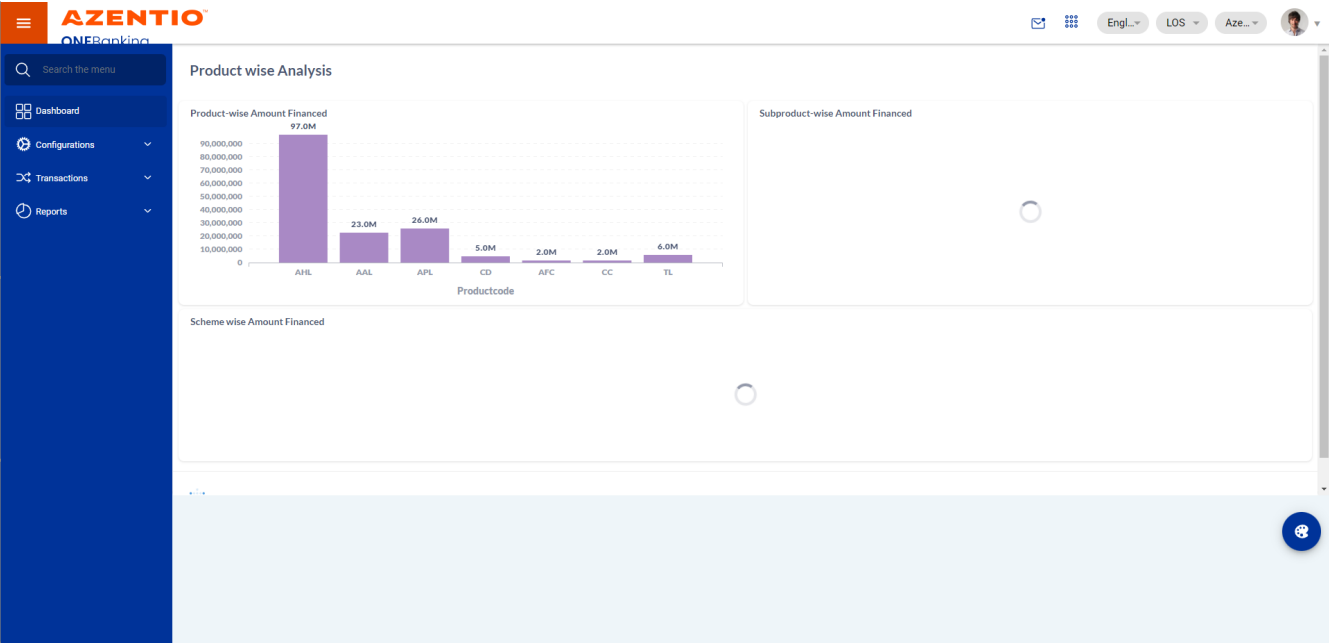 AZENTIO™
ONEBanking
Engl...
LOS
Aze...
Search the menu
Dashboard
Configurations
Transactions
Reports
Product wise Analysis
Product-wise Amount Financed
97.0M
90,000,000
80,000,000
70,000,000
60,000,000
50,000,000
40,000,000
30,000,000
20,000,000
10,000,000
0
23.0M
26.0M
5.0M
2.0M
2.0M
6.0M
AHL AAL APL CD AFC CC TL
Productcode
Subproduct-wise Amount Financed
Scheme wise Amount Financed